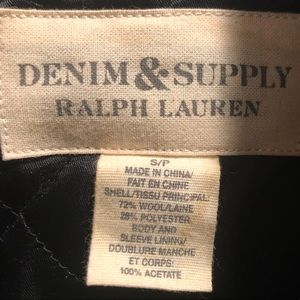 DENIM & SUPPLY
RALPH LAUREN
S/P
MADE IN CHINA/
FAIT EN CHINE
SHELL/TISSU PRINCIPAL:
72% WOOL/LAINE
28% POLYESTER
BODY AND
SLEEVE LINING/
DOUBLURE MANCHE
ET CORPS:
100% ACETATE